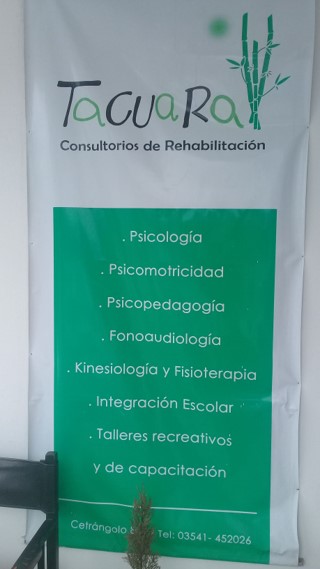 TacuaRa
Consultorios de Rehabilitación
. Psicología
. Psicomotricidad
. Psicopedagogía
. Fonoaudiología
. Kinesiología y Fisioterapia
. Integración Escolar
. Talleres recreativos
y de capacitación
Cetrángolo Tel: 03541- 452026